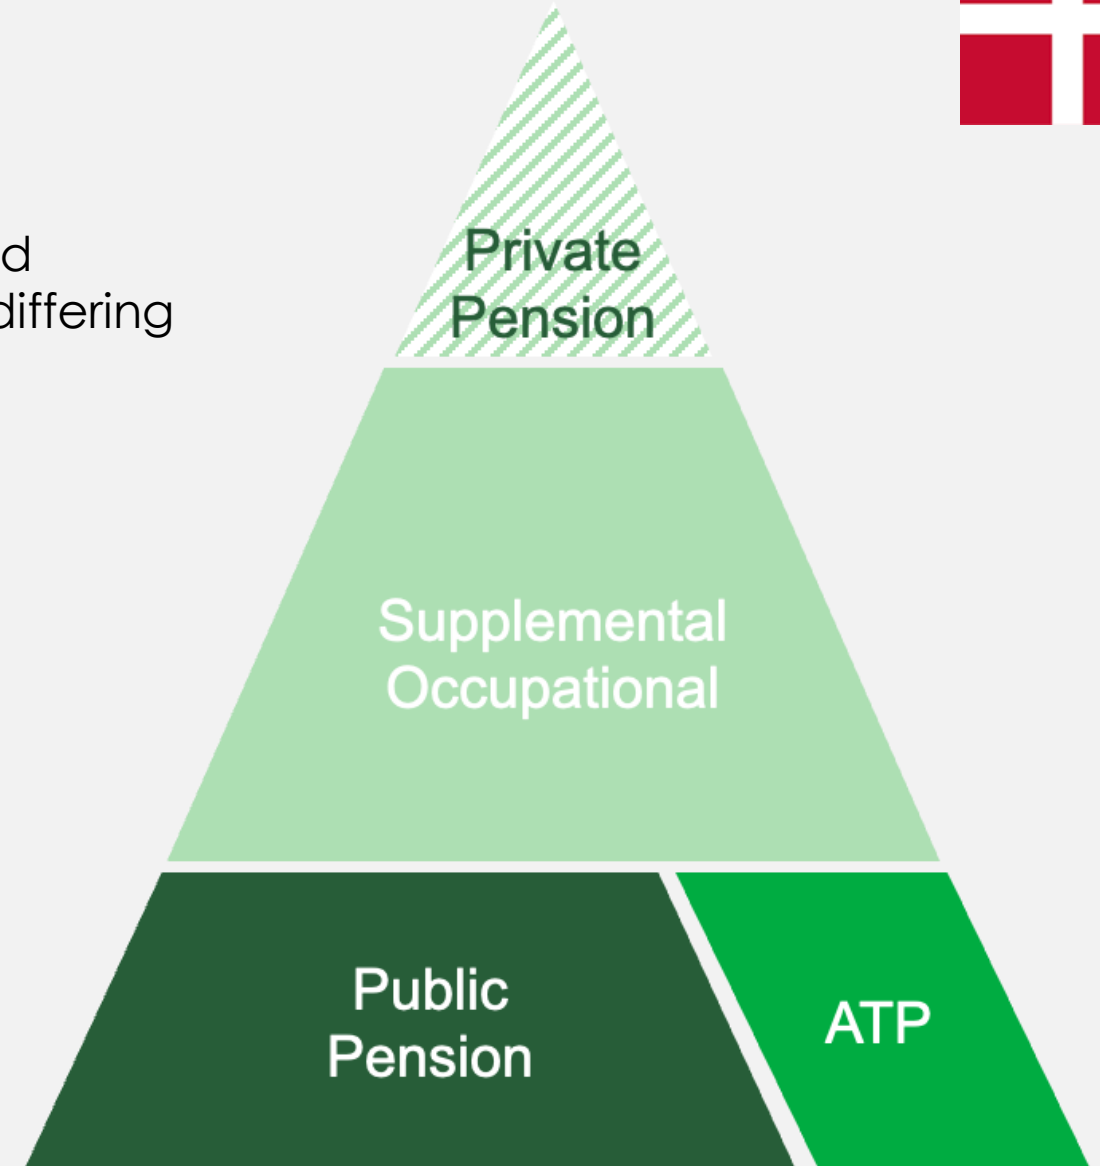 Private
Pension
d
differing
Supplemental
Occupational
Public
Pension
ATP